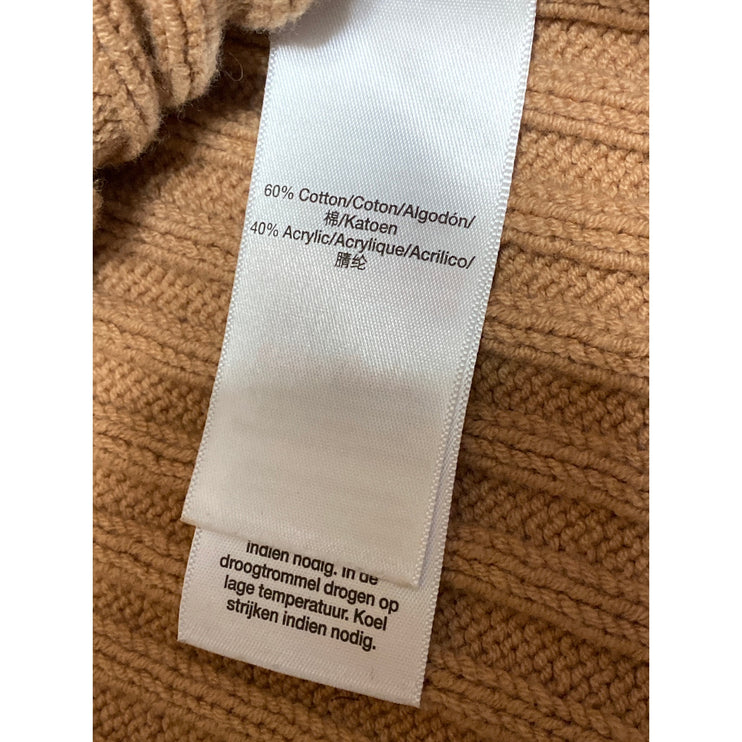 60% Cotton/Coton/Algodón/
棉/Katoen
40% Acrylic/Acrylique/Acrilico/
腈纶
indien nodig. In de
droogtrommel drogen op
lage temperatuur. Koel
strijken indien nodig.